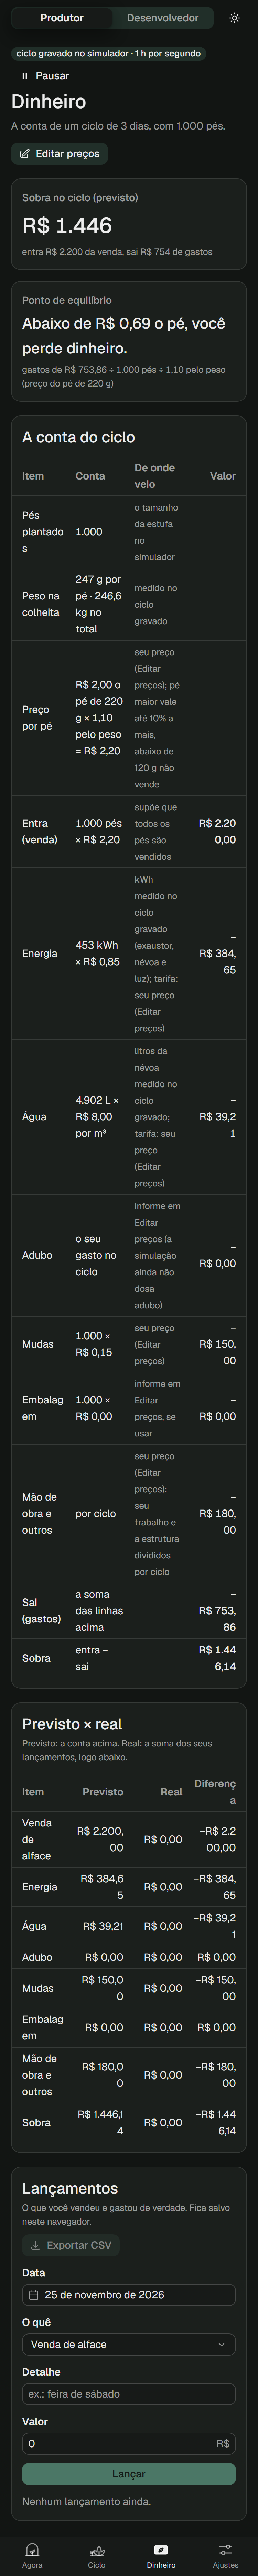 Produtor
Desenvolvedor
ciclo gravado no simulador · 1 h por segundo
Pausar
Dinheiro
A conta de um ciclo de 3 dias, com 1.000 pés.
Editar preços
Sobra no ciclo (previsto)
R$ 1.446
entra R$ 2.200 da venda, sai R$ 754 de gastos
Ponto de equilíbrio
Abaixo de R$ 0,69 o pé, você
perde dinheiro.
gastos de R$ 753,86 ÷ 1.000 pés ÷ 1,10 pelo peso
(preço do pé de 220 g)
A conta do ciclo
Item
Conta
De onde
veio
Valor
Pés
plantado
s
1.000
o tamanho
da estufa
no
simulador
Peso na
colheita
247 g por
pé · 246,6
kg no
total
medido no
ciclo
gravado
Preço
por pé
R$ 2,00 o
pé de 220
g × 1,10
pelo peso
= R$ 2,20
seu preço
(Editar
preços); pé
maior vale
até 10% a
mais,
abaixo de
120 g não
vende
Entra
(venda)
1.000 pés
× R$ 2,20
supõe que
todos os
pés são
vendidos
R$ 2.20
0,00
Energia
453 kWh
× R$ 0,85
kWh
medido no
ciclo
gravado
(exaustor,
névoa e
luz); tarifa:
seu preço
(Editar
preços)
–
R$ 384,
65
Água
4.902 L ×
R$ 8,00
por m³
litros da
névoa
medido no
ciclo
gravado;
tarifa: seu
preço
(Editar
preços)
–
R$ 39,2
1
Adubo
o seu
gasto no
ciclo
informe em
Editar
preços (a
simulação
ainda não
dosa
adubo)
–
R$ 0,00
Mudas
1.000 ×
R$ 0,15
seu preço
(Editar
preços)
–
R$ 150,
00
Embalag
em
1.000 ×
R$ 0,00
informe em
Editar
preços, se
usar
–
R$ 0,00
Mão de
obra e
outros
por ciclo
seu preço
(Editar
preços):
seu
trabalho e
a estrutura
divididos
por ciclo
–
R$ 180,
00
Sai
(gastos)
a soma
das linhas
acima
–
R$ 753,
86
Sobra
entra –
sai
R$ 1.44
6,14
Previsto × real
Previsto: a conta acima. Real: a soma dos seus
lançamentos, logo abaixo.
Item
Previsto
Real
Diferenç
a
Venda
de
alface
R$ 2.200,
00
R$ 0,00
–R$ 2.2
00,00
Energia
R$ 384,6
5
R$ 0,00
–R$ 384,
65
Água
R$ 39,21
R$ 0,00
–R$ 39,2
1
Adubo
R$ 0,00
R$ 0,00
R$ 0,00
Mudas
R$ 150,0
0
R$ 0,00
–R$ 150,
00
Embalag
em
R$ 0,00
R$ 0,00
R$ 0,00
Mão de
obra e
outros
R$ 180,0
0
R$ 0,00
–R$ 180,
00
Sobra
R$ 1.446,1
4
R$ 0,00
–R$ 1.44
6,14
Lançamentos
O que você vendeu e gastou de verdade. Fica salvo
neste navegador.
Exportar CSV
Data
25 de novembro de 2026
O quê
Venda de alface
Detalhe
ex.: feira de sábado
Valor
0
R$
Lançar
Nenhum lançamento ainda.
Agora
Ciclo
Dinheiro
Ajustes